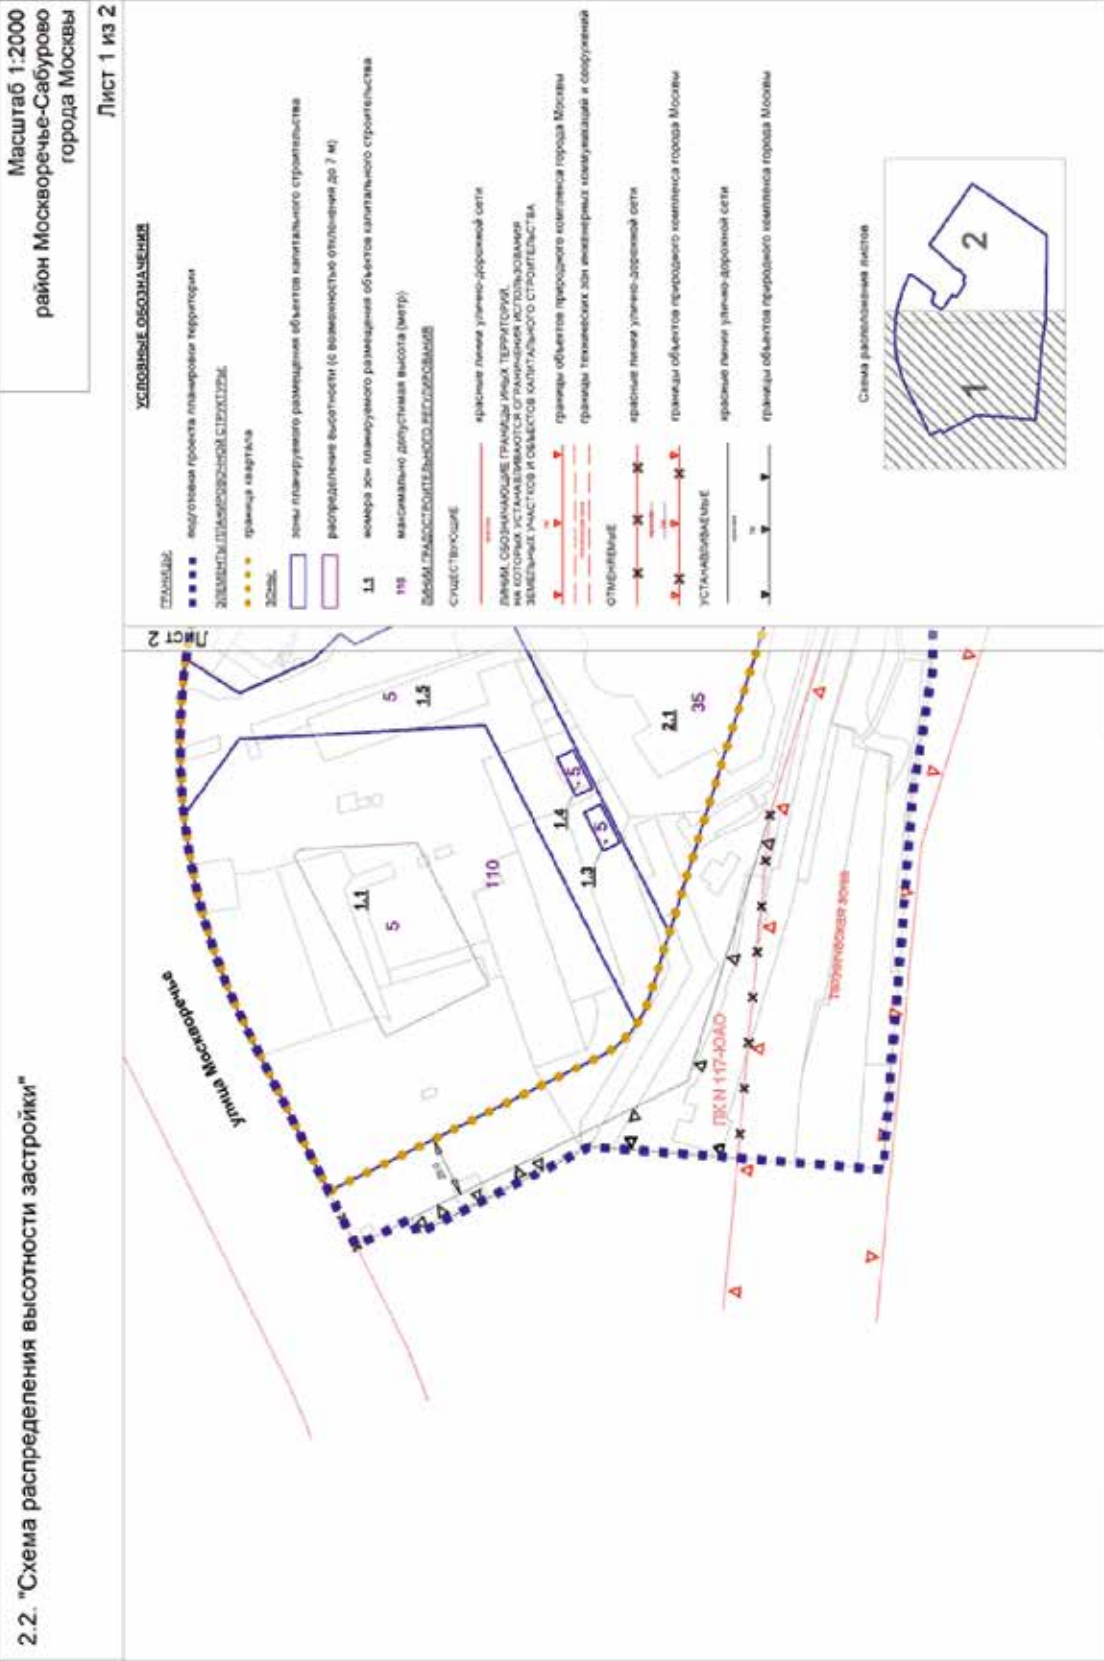 2.2. "Схема распределения высотности застройки"
Масштаб 1:2000
район Москворечье-Сабурово
города Москвы
Лист 1 из 2
УСЛОВНЫЕ ОБОЗНАЧЕНИЯ
ГРАНИЦЫ:
подготовки проекта планировки территории
ЭЛЕМЕНТЫ ПЛАНИРОВОЧНОЙ СТРУКТУРЫ:
граница квартала
ЗОНЫ:
зоны планируемого размещения объектов капитального строительства
распределение высотности (с возможностью отклонения до 7 м)
1.1 номера зон планируемого размещения объектов капитального строительства
110 максимально допустимая высота (метр)
ЛИНИИ ГРАДОСТРОИТЕЛЬНОГО РЕГУЛИРОВАНИЯ
СУЩЕСТВУЮЩИЕ
красные линии улично-дорожной сети
ЛИНИИ, ОБОЗНАЧАЮЩИЕ ГРАНИЦЫ ИНЫХ ТЕРРИТОРИЙ,
НА КОТОРЫХ УСТАНАВЛИВАЮТСЯ ОГРАНИЧЕНИЯ ИСПОЛЬЗОВАНИЯ
ЗЕМЕЛЬНЫХ УЧАСТКОВ И ОБЪЕКТОВ КАПИТАЛЬНОГО СТРОИТЕЛЬСТВА
границы объектов природного комплекса города Москвы
границы технических зон инженерных коммуникаций и сооружений
ОТМЕНЯЕМЫЕ
красные линии улично-дорожной сети
границы объектов природного комплекса города Москвы
УСТАНАВЛИВАЕМЫЕ
красные линии улично-дорожной сети
границы объектов природного комплекса города Москвы
Схема расположения листов
1
2
Лист 2
улица Москворечье
1.1
5
110
5
1.5
1.4
5
1.3
5
2.1
35
ПК N 117-ЮАО
техническая зона